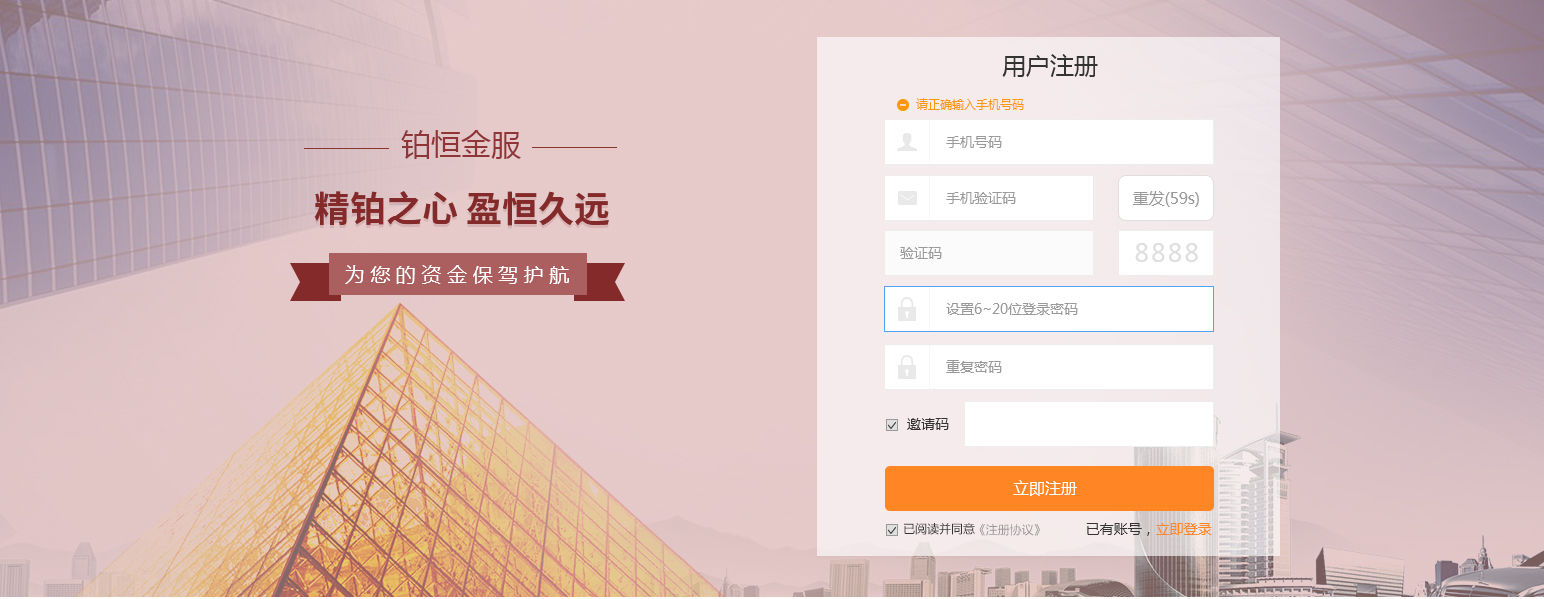 铂恒金服
精铂之心 盈恒久远
为您的资金保驾护航
用户注册
请正确输入手机号码
手机号码
手机验证码 重发(59s)
验证码 8888
设置6~20位登录密码
重复密码
邀请码
立即注册
已阅读并同意《注册协议》 已有账号，立即登录